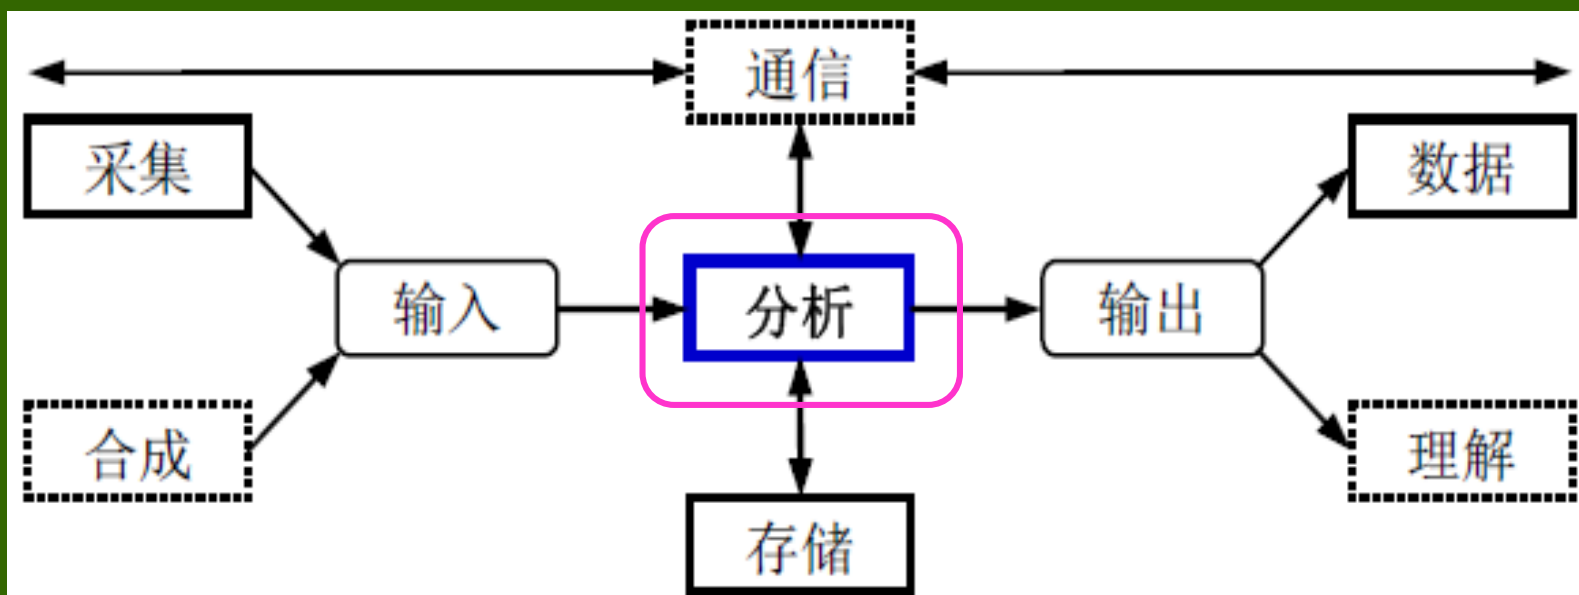 通信
采集
数据
输入
分析
输出
合成
理解
存储